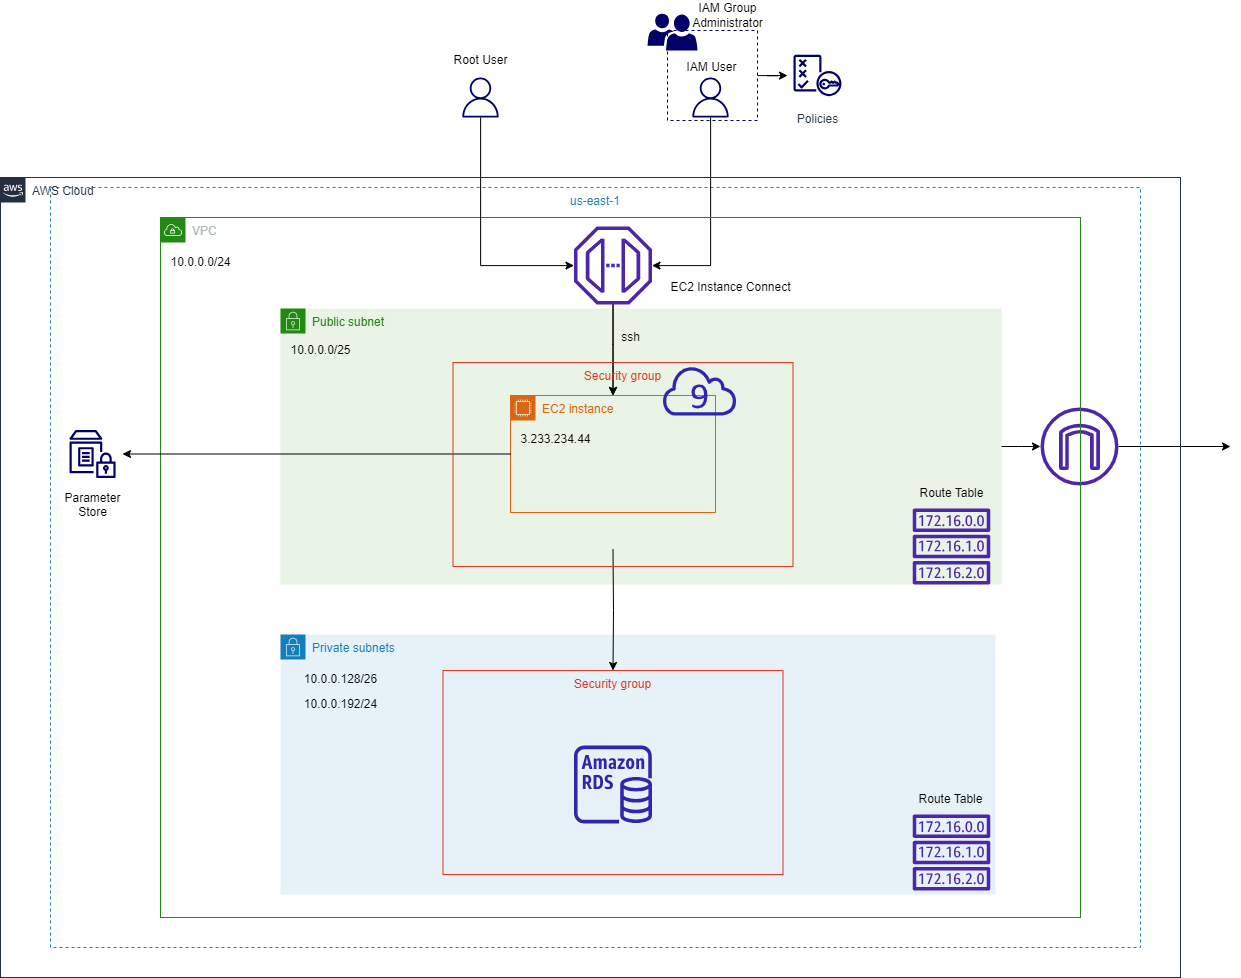 IAM Group
Administrator
Root User
IAM User
Policies
aws
AWS Cloud
us-east-1
VPC
10.0.0.0/24
EC2 Instance Connect
Public subnet
10.0.0.0/25
ssh
Security group
9
EC2 instance
3.233.234.44
Parameter
Store
Route Table
172.16.0.0
172.16.1.0
172.16.2.0
Private subnets
10.0.0.128/26
10.0.0.192/24
Security group
Amazon
RDS
Route Table
172.16.0.0
172.16.1.0
172.16.2.0